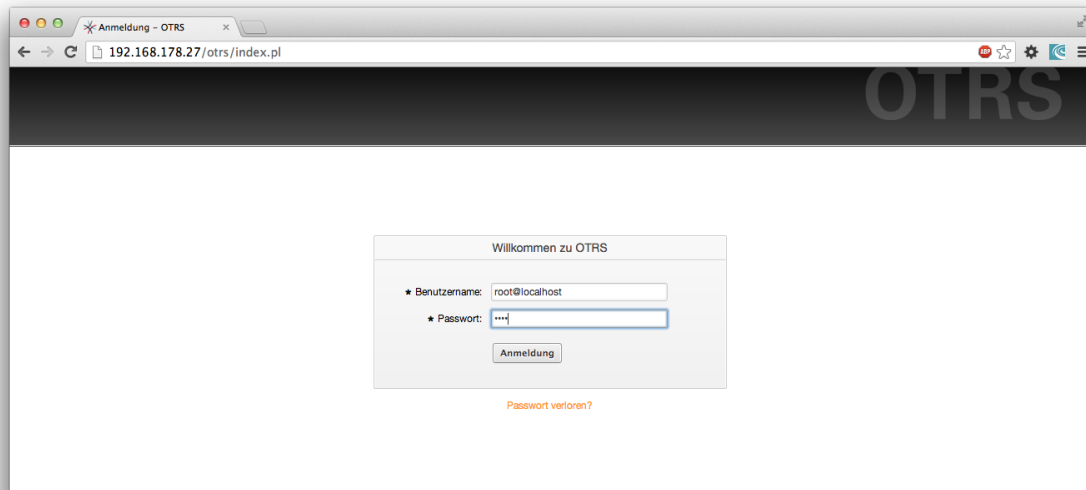 Anmeldung – OTRS
192.168.178.27/otrs/index.pl
ABP
OTRS
Willkommen zu OTRS
* Benutzername: root@localhost
* Passwort: ••••
Anmeldung
Passwort verloren?